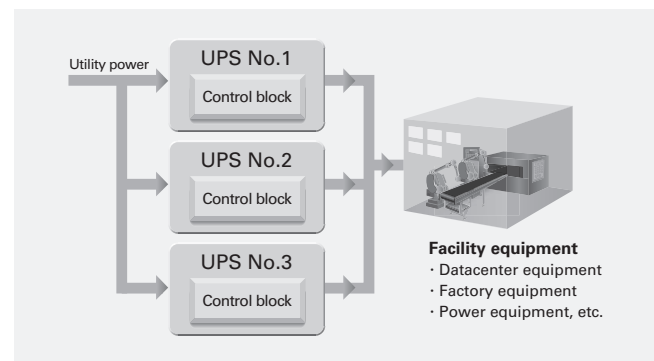 Utility power
UPS No.1
Control block
UPS No.2
Control block
UPS No.3
Control block
Facility equipment
· Datacenter equipment
· Factory equipment
· Power equipment, etc.